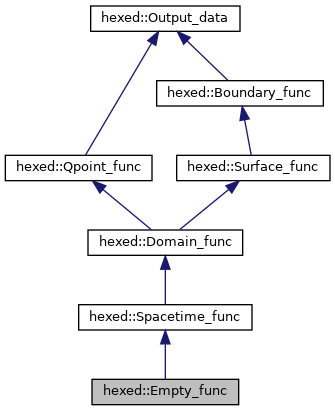 hexed::Output_data
hexed::Boundary_func
hexed::Qpoint_func
hexed::Surface_func
hexed::Domain_func
hexed::Spacetime_func
hexed::Empty_func